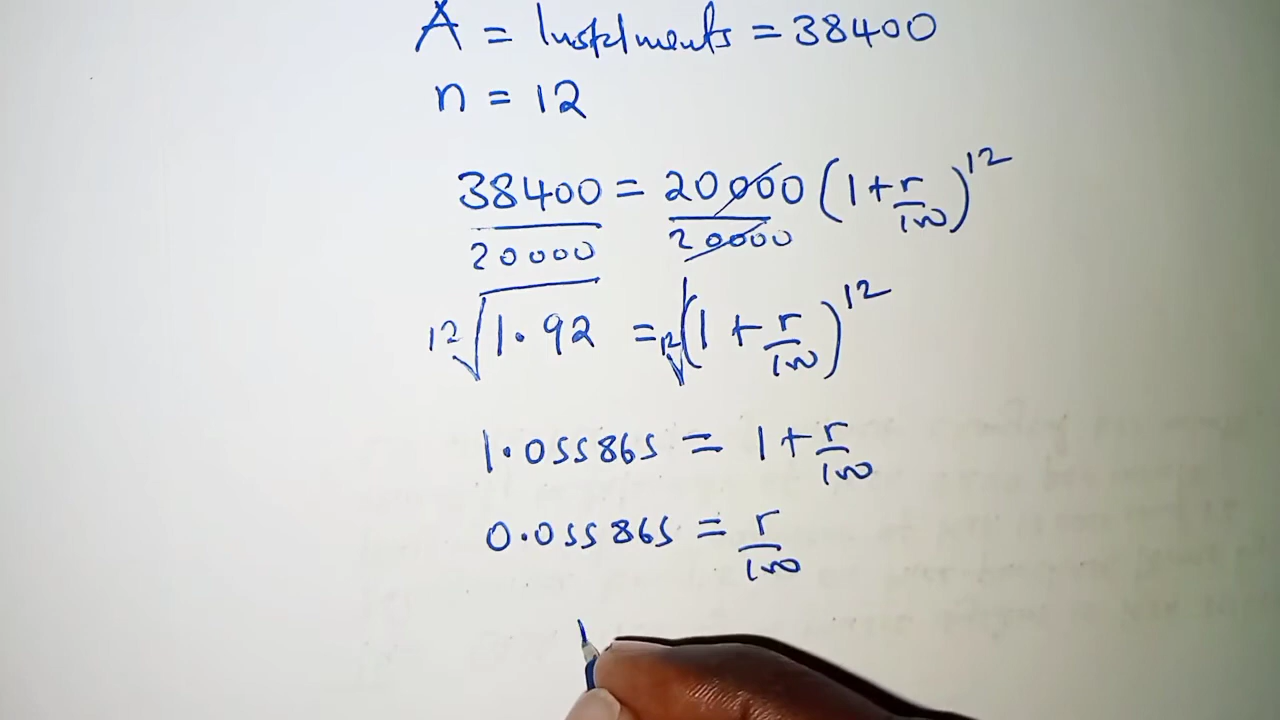 A = Instalments = 38400
n = 12
38400 = 20000 (1 + r/100)^12
20000 20000
12√1.92 = 12√(1 + r/100)^12
1.055865 = 1 + r/100
0.055865 = r/100